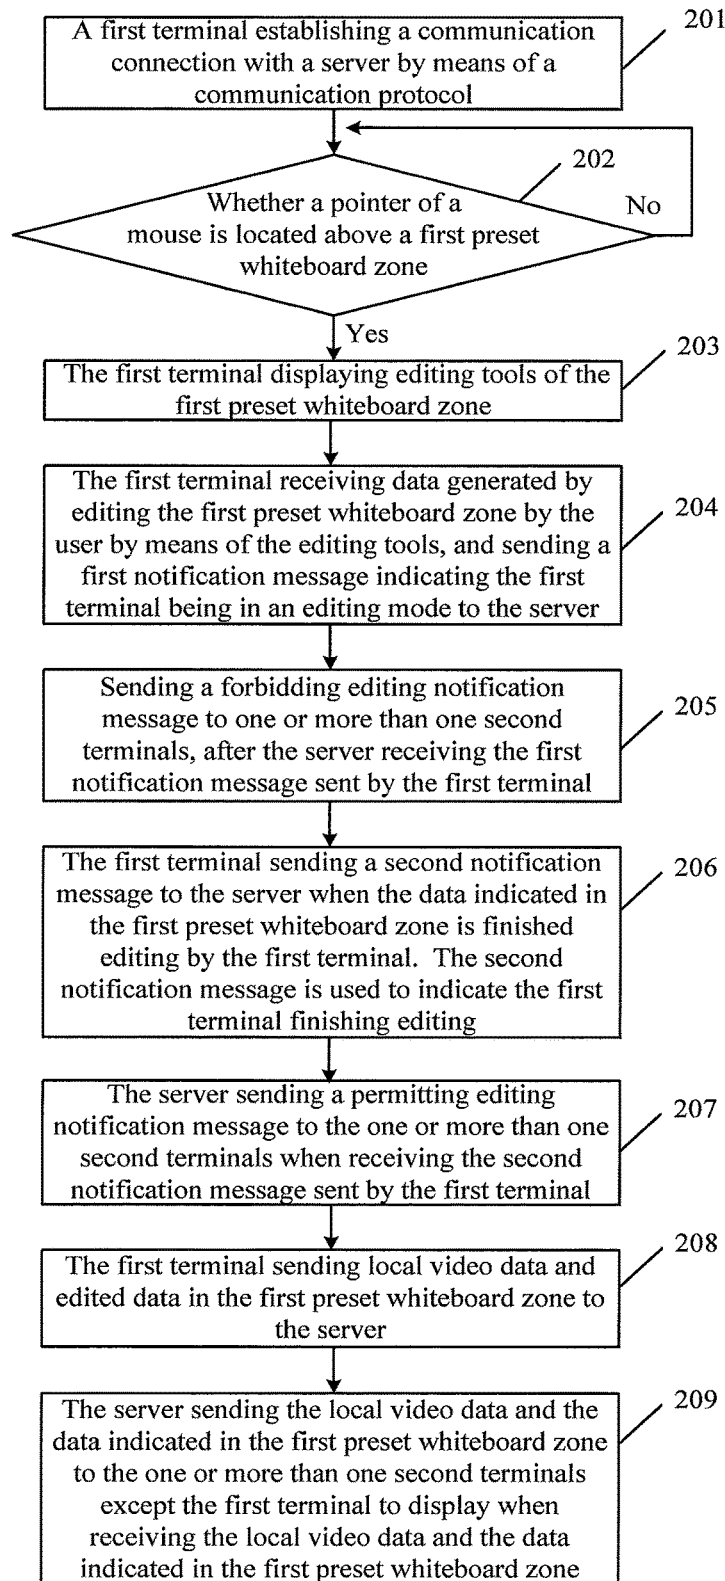 A first terminal establishing a communication
connection with a server by means of a
communication protocol
201
202
Whether a pointer of a
mouse is located above a first preset
whiteboard zone
No
Yes
203
The first terminal displaying editing tools of the
first preset whiteboard zone
The first terminal receiving data generated by
editing the first preset whiteboard zone by the
user by means of the editing tools, and sending a
first notification message indicating the first
terminal being in an editing mode to the server
204
Sending a forbidding editing notification
message to one or more than one second
terminals, after the server receiving the first
notification message sent by the first terminal
205
The first terminal sending a second notification
message to the server when the data indicated in
the first preset whiteboard zone is finished
editing by the first terminal.  The second
notification message is used to indicate the first
terminal finishing editing
206
The server sending a permitting editing
notification message to the one or more than one
second terminals when receiving the second
notification message sent by the first terminal
207
The first terminal sending local video data and
edited data in the first preset whiteboard zone to
the server
208
The server sending the local video data and the
data indicated in the first preset whiteboard zone
to the one or more than one second terminals
except the first terminal to display when
receiving the local video data and the data
indicated in the first preset whiteboard zone
209